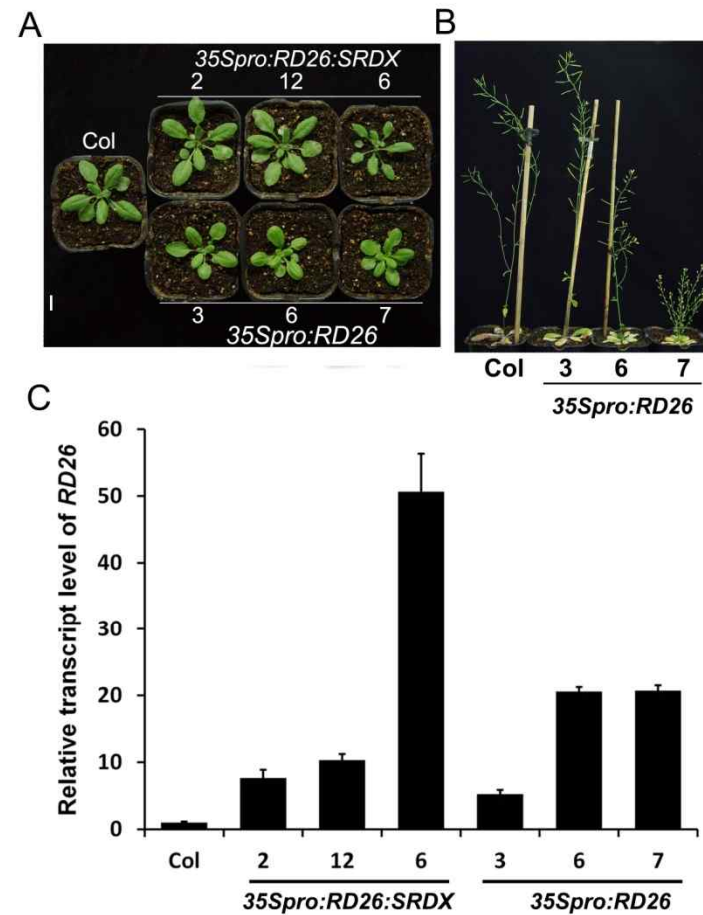 A
35Spro:RD26:SRDX
2 12 6
Col
3 6 7
35Spro:RD26
B
Col 3 6 7
35Spro:RD26
C
Relative transcript level of RD26
60
50
40
30
20
10
0
Col 2 12 6 3 6 7
35Spro:RD26:SRDX 35Spro:RD26